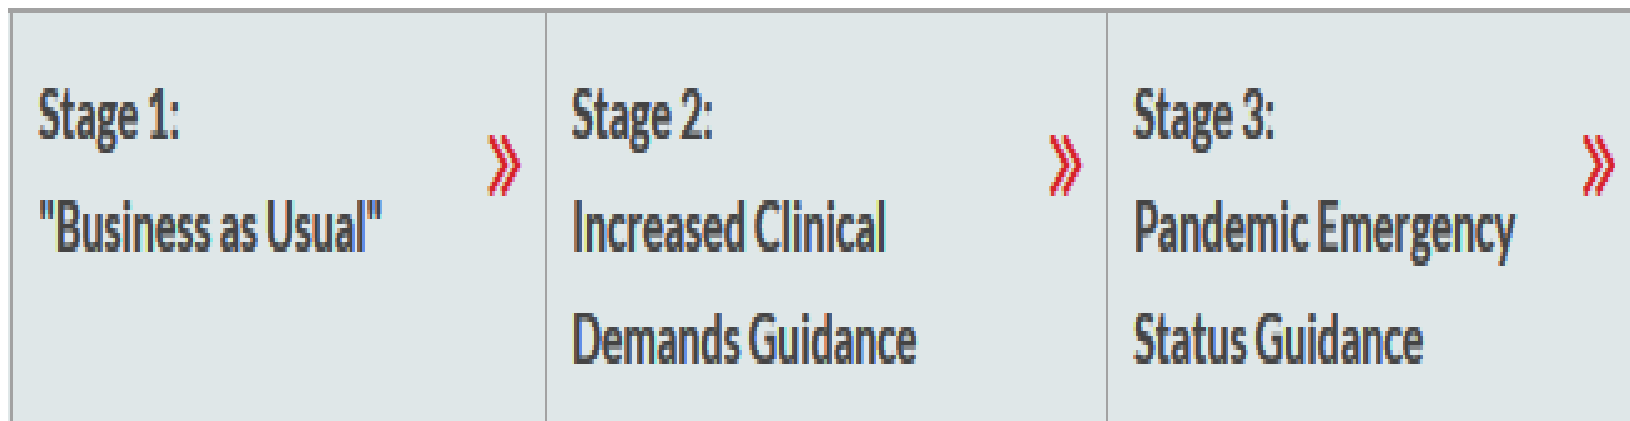 Stage 1:
"Business as Usual"
Stage 2:
Increased Clinical
Demands Guidance
Stage 3:
Pandemic Emergency
Status Guidance